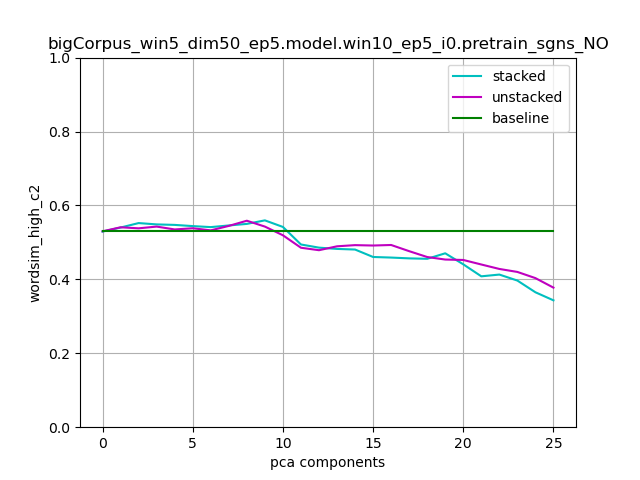 bigCorpus_win5_dim50_ep5.model.win10_ep5_i0.pretrain_sgns_NO
1.0
0.8
0.6
0.4
0.2
0.0
wordsim_high_c2
stacked
unstacked
baseline
0 5 10 15 20 25
pca components